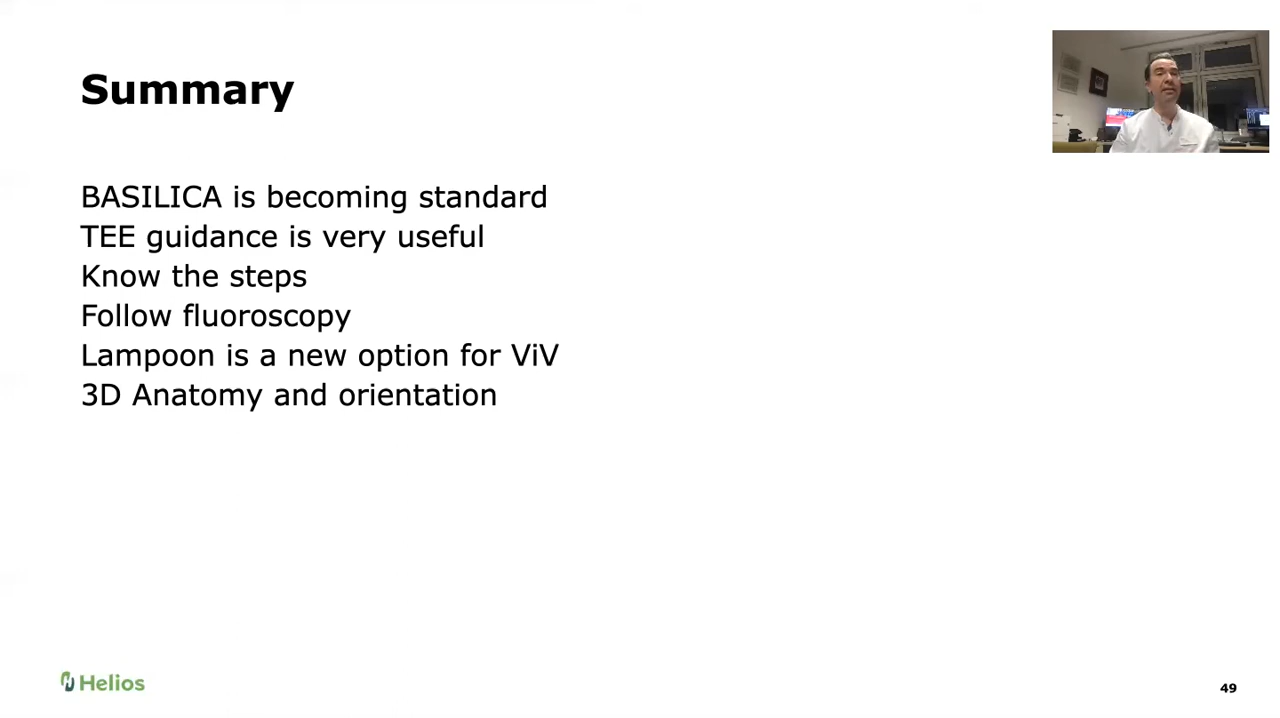 Summary
BASILICA is becoming standard
TEE guidance is very useful
Know the steps
Follow fluoroscopy
Lampoon is a new option for ViV
3D Anatomy and orientation
Helios
49